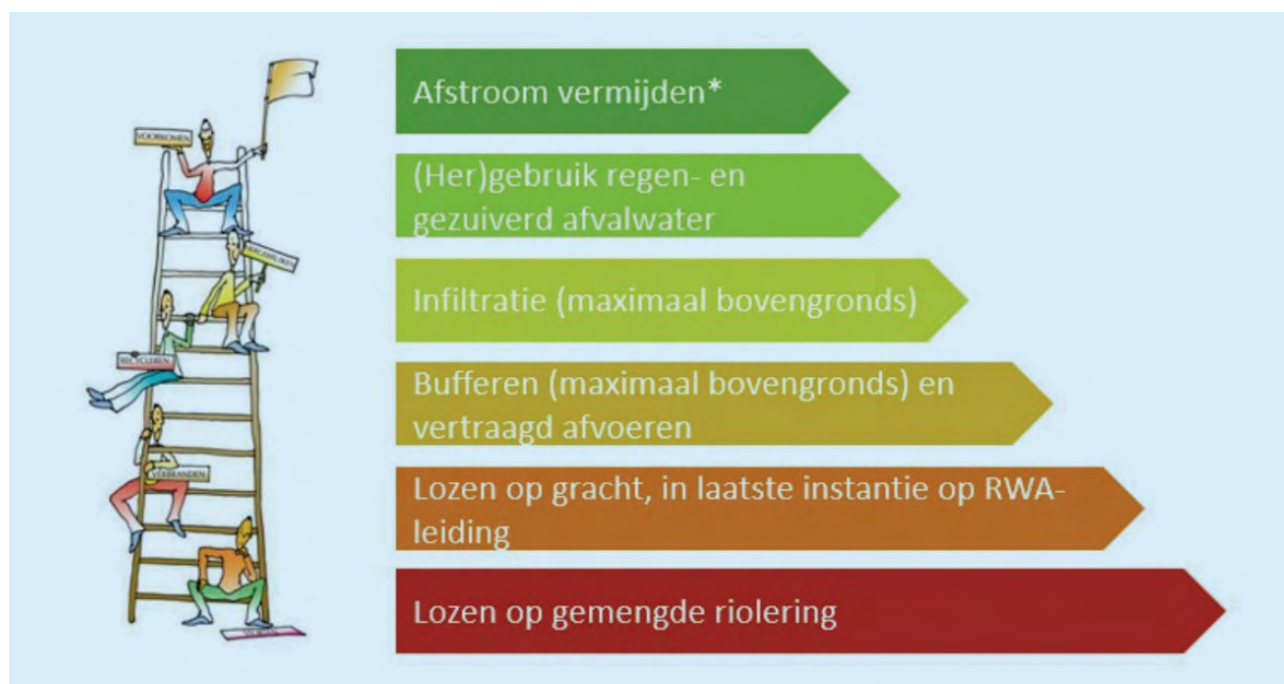 VOORKOMEN
RECYCLEREN
VERBRANDEN
Afstroom vermijden*
(Her)gebruik regen- en
gezuiverd afvalwater
Infiltratie (maximaal bovengronds)
Bufferen (maximaal bovengronds) en
vertraagd afvoeren
Lozen op gracht, in laatste instantie op RWA-
leiding
Lozen op gemengde riolering